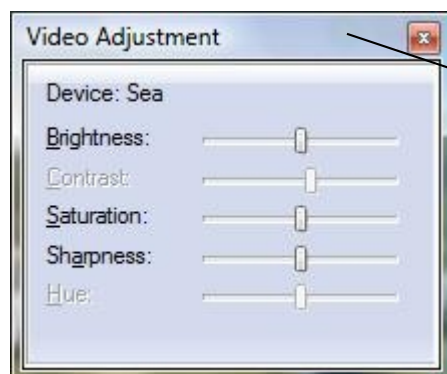 Video Adjustment
Device: Sea
Brightness:
Contrast:
Saturation:
Sharpness:
Hue: